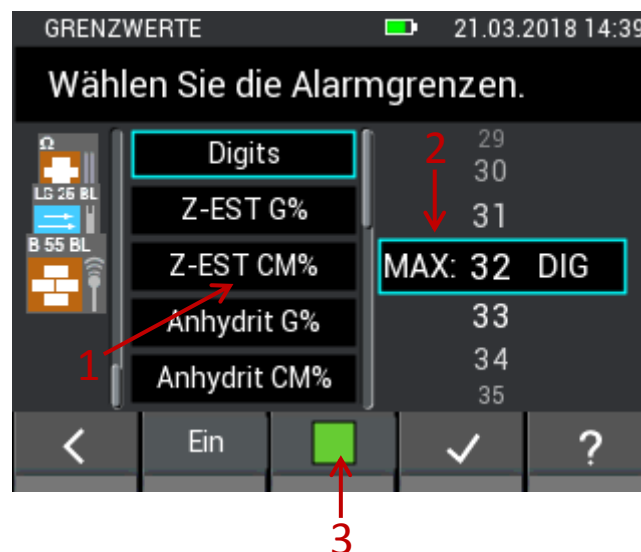 GRENZWERTE 21.03.2018 14:39
Wählen Sie die Alarmgrenzen.
Ω
LG 25 BL
B 55 BL
Digits
Z-EST G%
Z-EST CM%
Anhydrit G%
Anhydrit CM%
1
2
29
30
31
MAX: 32 DIG
33
34
35
Ein
?
3